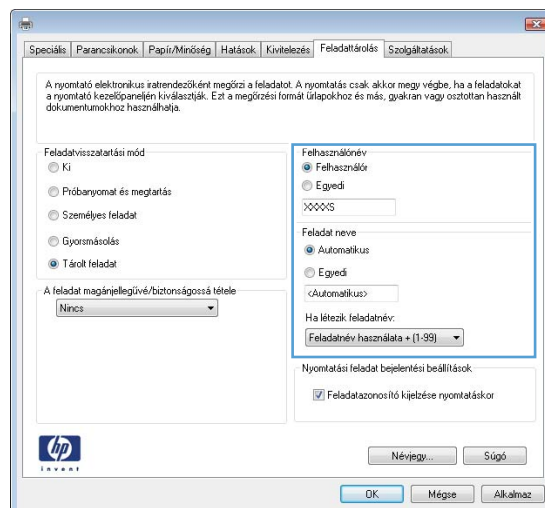 Speciális Parancsikonok Papír/Minőség Hatások Kivitelezés Feladattárolás Szolgáltatások
A nyomtató elektronikus iratrendezőként megőrzi a feladatot. A nyomtatás csak akkor megy végbe, ha a feladatokat
a nyomtató kezelőpaneljén kiválasztják. Ezt a megőrzési formát űrlapokhoz és más, gyakran vagy osztottan használt
dokumentumokhoz használhatja.
Feladatvisszatartási mód
Ki
Próbanyomat és megtartás
Személyes feladat
Gyorsmásolás
Tárolt feladat
A feladat magánjellegűvé/biztonságossá tétele
Nincs
Felhasználónév
Felhasználór
Egyedi
XXXXS
Feladat neve
Automatikus
Egyedi
<Automatikus>
Ha létezik feladatnév:
Feladatnév használata + (1-99)
Nyomtatási feladat bejelentési beállítások
Feladatazonosító kijelzése nyomtatáskor
hp
invent
Névjegy... Súgó
OK Mégse Alkalmaz